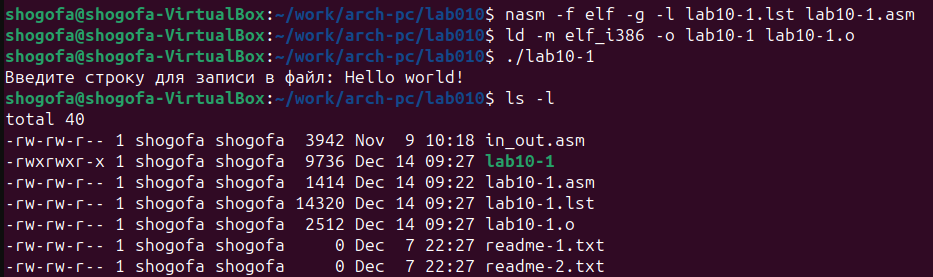 shogofa@shogofa-VirtualBox:~/work/arch-pc/lab010$ nasm -f elf -g -l lab10-1.lst lab10-1.asm
shogofa@shogofa-VirtualBox:~/work/arch-pc/lab010$ ld -m elf_i386 -o lab10-1 lab10-1.o
shogofa@shogofa-VirtualBox:~/work/arch-pc/lab010$ ./lab10-1
Введите строку для записи в файл: Hello world!
shogofa@shogofa-VirtualBox:~/work/arch-pc/lab010$ ls -l
total 40
-rw-rw-r-- 1 shogofa shogofa  3942 Nov  9 10:18 in_out.asm
-rwxrwxr-x 1 shogofa shogofa  9736 Dec 14 09:27 lab10-1
-rw-rw-r-- 1 shogofa shogofa  1414 Dec 14 09:22 lab10-1.asm
-rw-rw-r-- 1 shogofa shogofa 14320 Dec 14 09:27 lab10-1.lst
-rw-rw-r-- 1 shogofa shogofa  2512 Dec 14 09:27 lab10-1.o
-rw-rw-r-- 1 shogofa shogofa     0 Dec  7 22:27 readme-1.txt
-rw-rw-r-- 1 shogofa shogofa     0 Dec  7 22:27 readme-2.txt